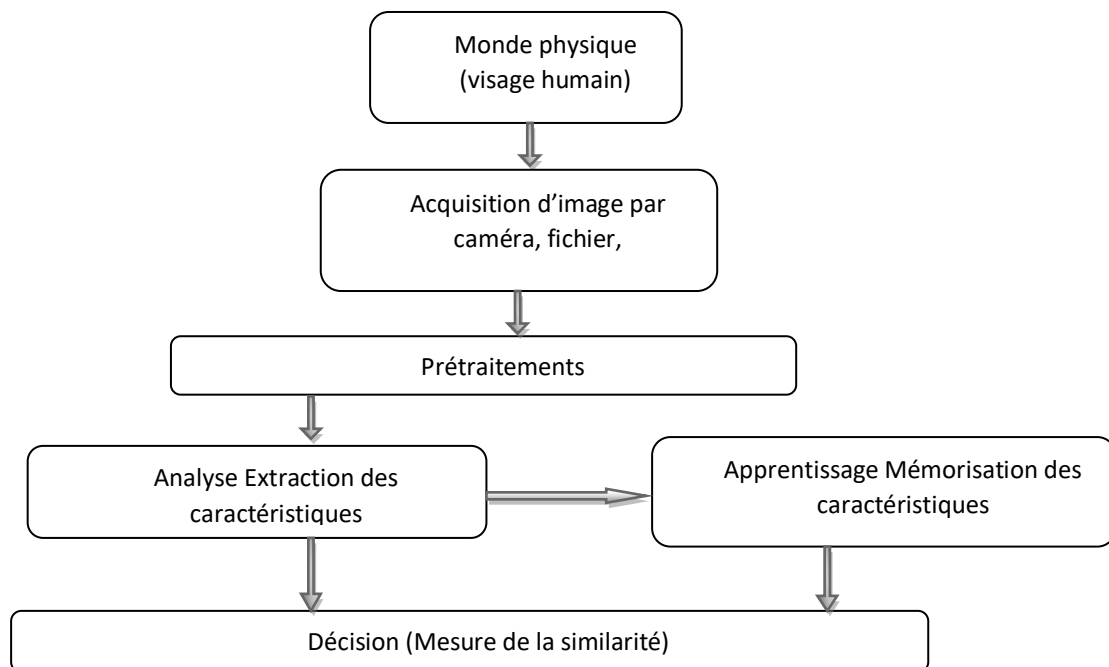 Monde physique
(visage humain)
Acquisition d’image par
caméra, fichier,
Prétraitements
Analyse Extraction des
caractéristiques
Apprentissage Mémorisation des
caractéristiques
Décision (Mesure de la similarité)